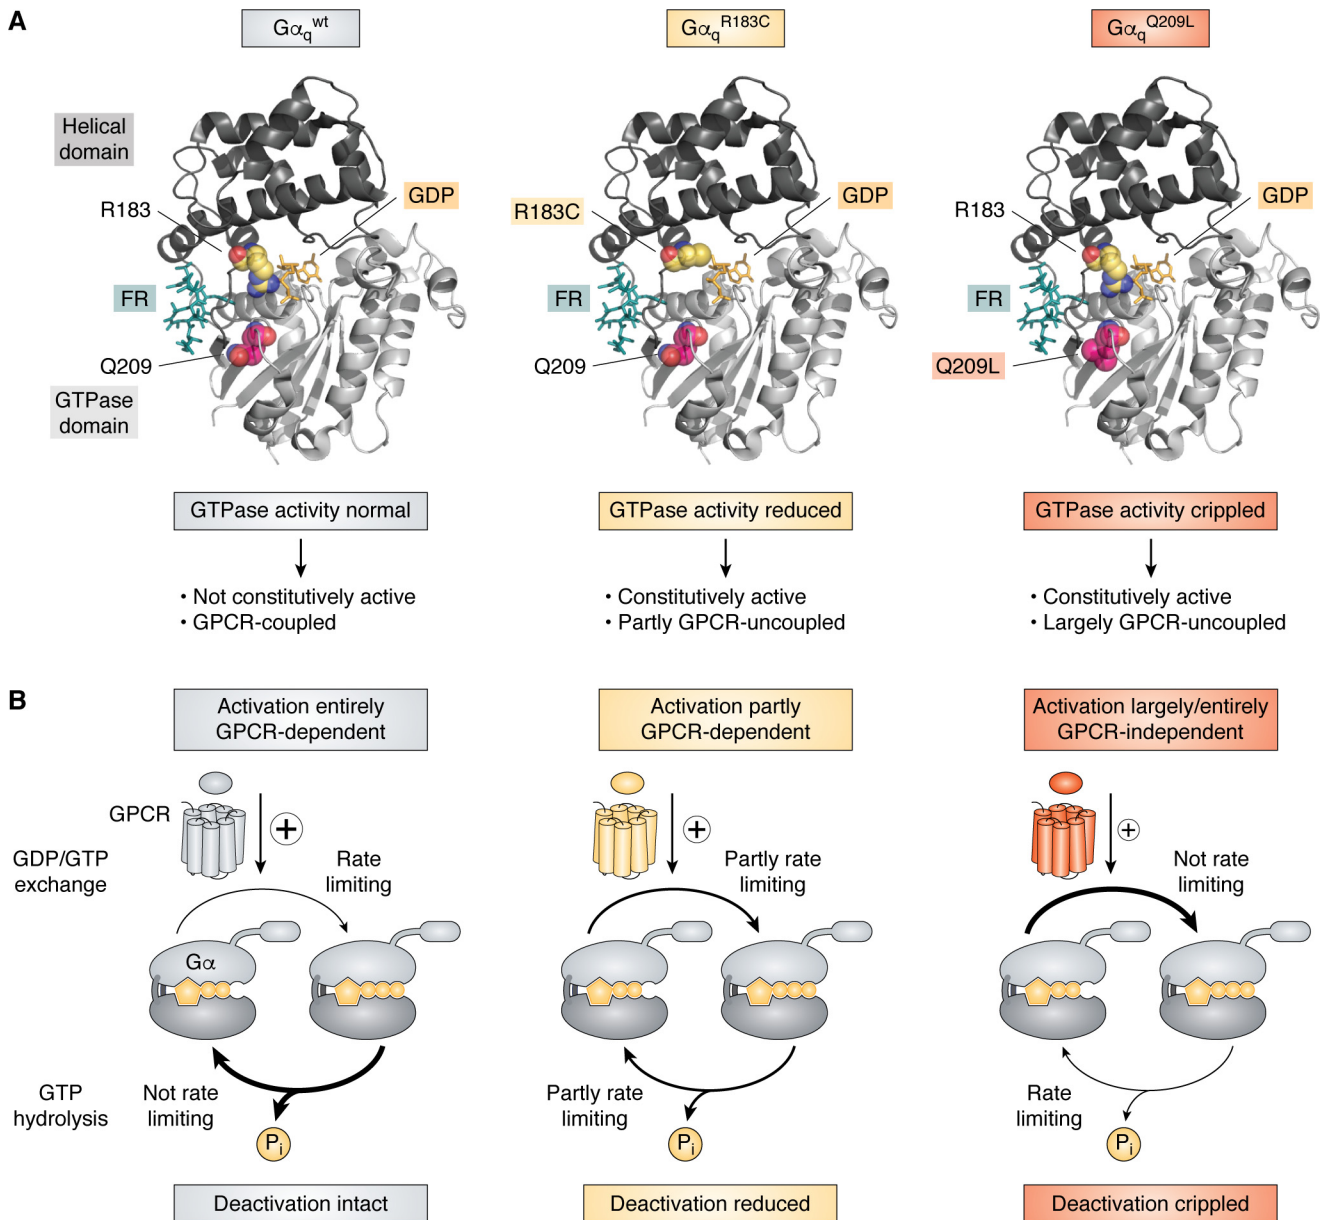 A
Gαq^wt
Gαq^R183C
Gαq^Q209L
Helical
domain
R183
GDP
FR
Q209
GTPase
domain
R183C
GDP
FR
Q209
R183
GDP
FR
Q209L
GTPase activity normal
• Not constitutively active
• GPCR-coupled
GTPase activity reduced
• Constitutively active
• Partly GPCR-uncoupled
GTPase activity crippled
• Constitutively active
• Largely GPCR-uncoupled
B
Activation entirely
GPCR-dependent
Activation partly
GPCR-dependent
Activation largely/entirely
GPCR-independent
GPCR
+
GDP/GTP
exchange
Rate
limiting
Gα
GTP
hydrolysis
Not rate
limiting
Pi
Deactivation intact
+
Partly rate
limiting
Partly rate
limiting
Pi
Deactivation reduced
+
Not rate
limiting
Rate
limiting
Pi
Deactivation crippled